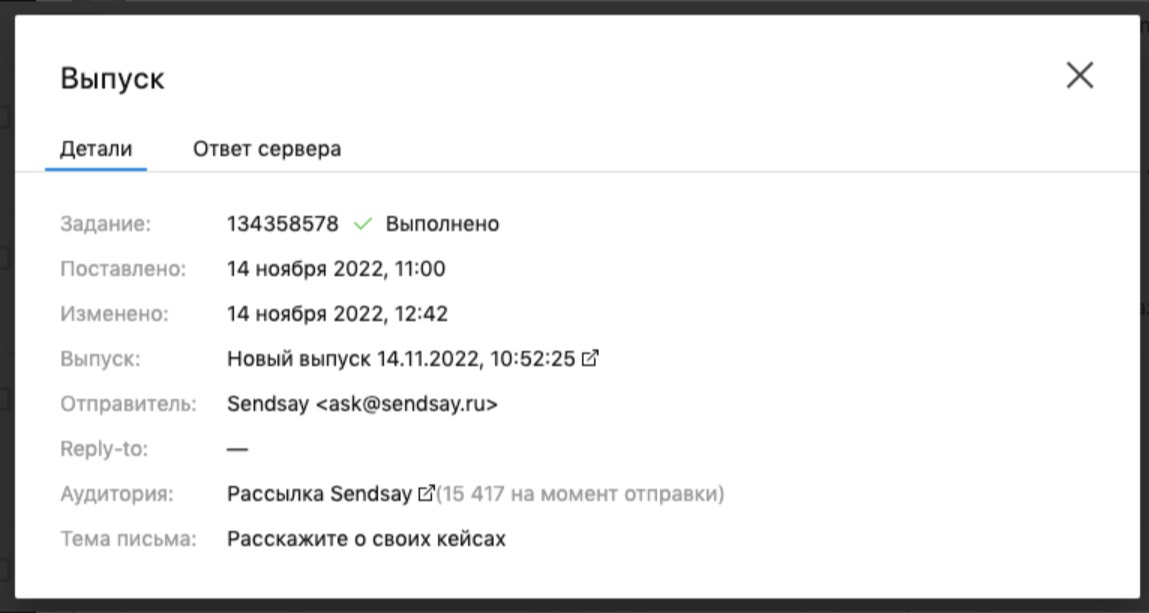 Выпуск
Детали Ответ сервера
Задание: 134358578 Выполнено
Поставлено: 14 ноября 2022, 11:00
Изменено: 14 ноября 2022, 12:42
Выпуск: Новый выпуск 14.11.2022, 10:52:25
Отправитель: Sendsay <ask@sendsay.ru>
Reply-to: —
Аудитория: Рассылка Sendsay (15 417 на момент отправки)
Тема письма: Расскажите о своих кейсах